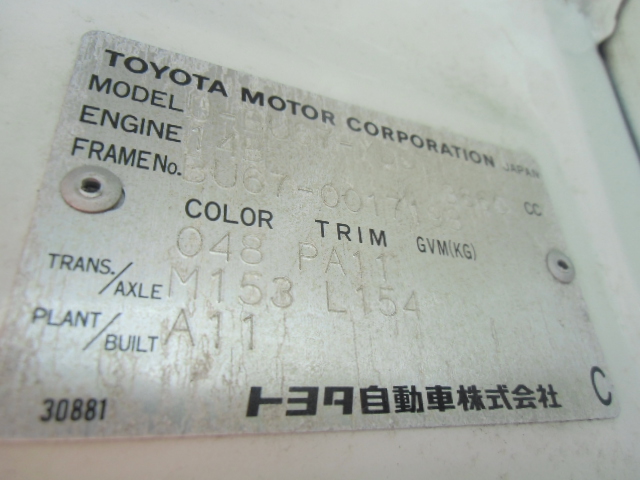 TOYOTA MOTOR CORPORATION JAPAN
MODEL
ENGINE 14B CC
FRAME No. BU67-0017
COLOR TRIM GVM(KG)
048 PA11
TRANS./AXLE M153 L154
PLANT/BUILT A11
30881 トヨタ自動車株式会社 C